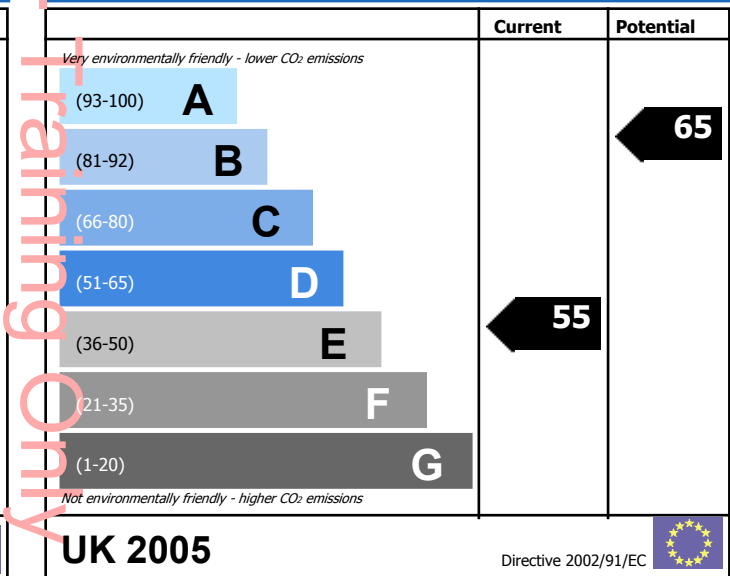 Current Potential
Very environmentally friendly - lower CO₂ emissions
(93-100) A
(81-92) B
(66-80) C
(51-65) D
(36-50) E
(21-35) F
(1-20) G
Not environmentally friendly - higher CO₂ emissions
55
65
UK 2005
Directive 2002/91/EC
Training Only